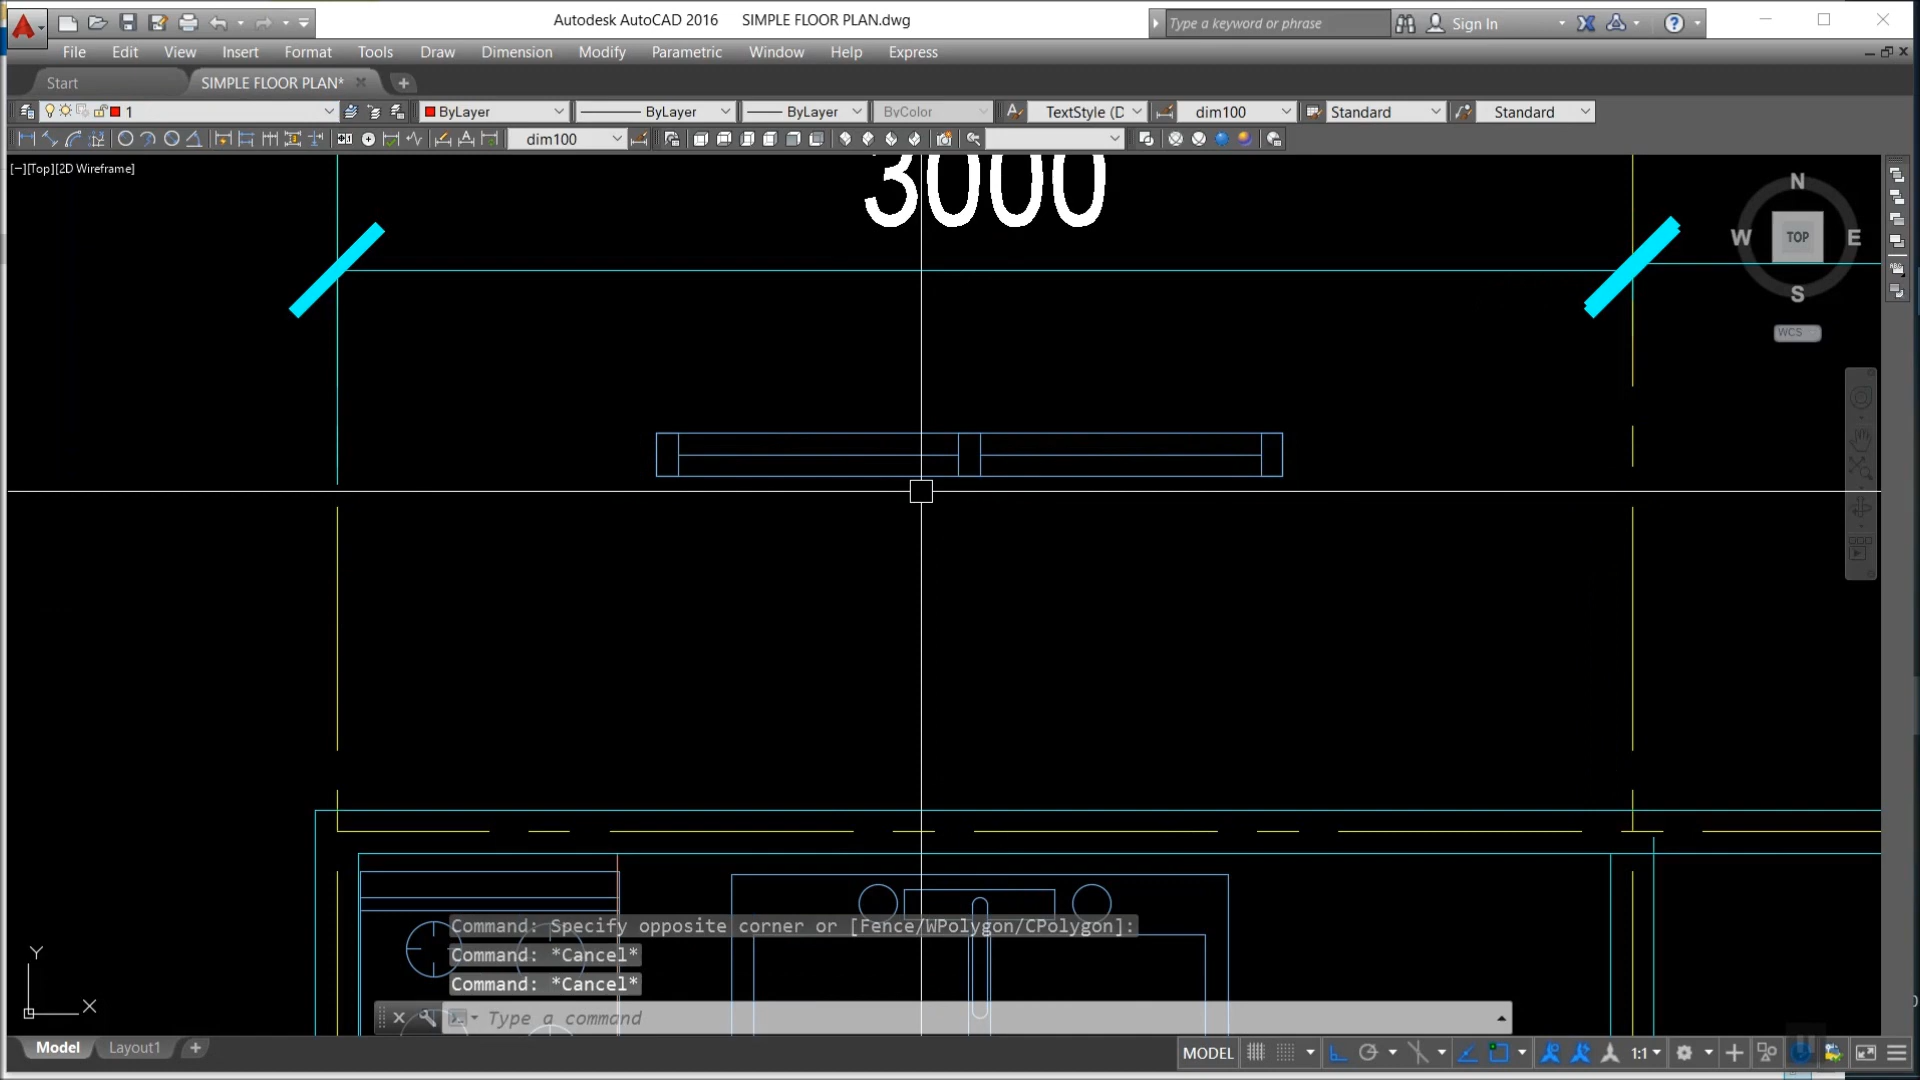 Autodesk AutoCAD 2016 SIMPLE FLOOR PLAN.dwg
Type a keyword or phrase
Sign In
File Edit View Insert Format Tools Draw Dimension Modify Parametric Window Help Express
Start
SIMPLE FLOOR PLAN*
1
ByLayer
ByLayer
ByLayer
ByColor
TextStyle (D
dim100
Standard
Standard
dim100
[−][Top][2D Wireframe]
3000
N
W
TOP
E
S
WCS
Y
X
Command: Specify opposite corner or [Fence/WPolygon/CPolygon]:
Command: *Cancel*
Command: *Cancel*
Type a command
Model
Layout1
MODEL
1:1